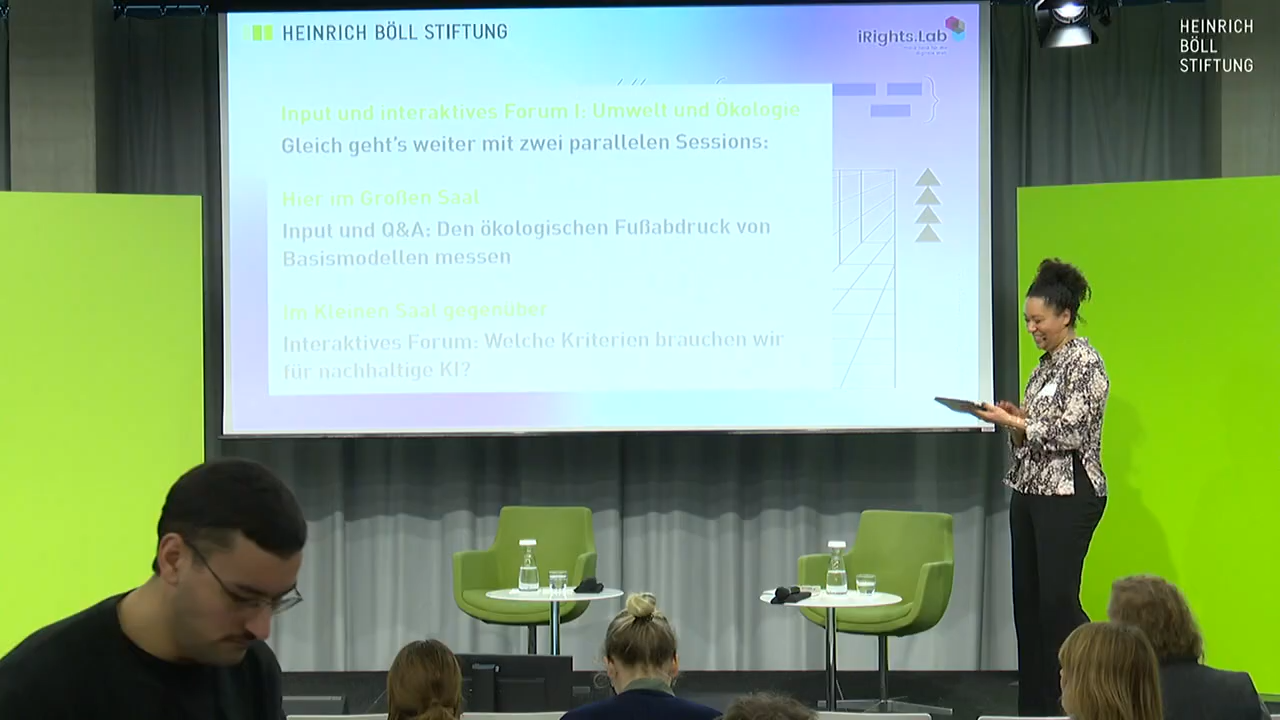 HEINRICH BÖLL STIFTUNG
iRights.Lab
HEINRICH
BÖLL
STIFTUNG
Input und interaktives Forum I: Umwelt und Ökologie
Gleich geht's weiter mit zwei parallelen Sessions:
Hier im Großen Saal
Input und Q&A: Den ökologischen Fußabdruck von
Basismodellen messen
Im Kleinen Saal gegenüber
Interaktives Forum: Welche Kriterien brauchen wir
für nachhaltige KI?